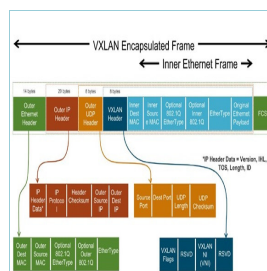 VXLAN Encapsulated Frame
Inner Ethernet Frame
14 bytes
20 bytes
8 bytes
8 bytes
Outer Ethernet Header
Outer IP Header
Outer UDP Header
VXLAN Header
Inner Dest MAC
Inner Sourc e MAC
Optional 802.1Q EtherType
Optional Inner 802.1Q
EtherType
Original Ethernet Payload
FCS
*IP Header Data = Version, IHL,
TOS, Length, ID
IP Header Data*
IP Protoco l
Header Checksum
Outer Source IP
Outer Dest IP
Source Port
Dest Port
UDP Length
UDP Checksum
Outer Dest MAC
Outer Source MAC
Optional 802.1Q EtherType
Optional Outer 802.1Q
EtherType
VXLAN Flags
RSVD
VXLAN NI (VNI)
RSVD